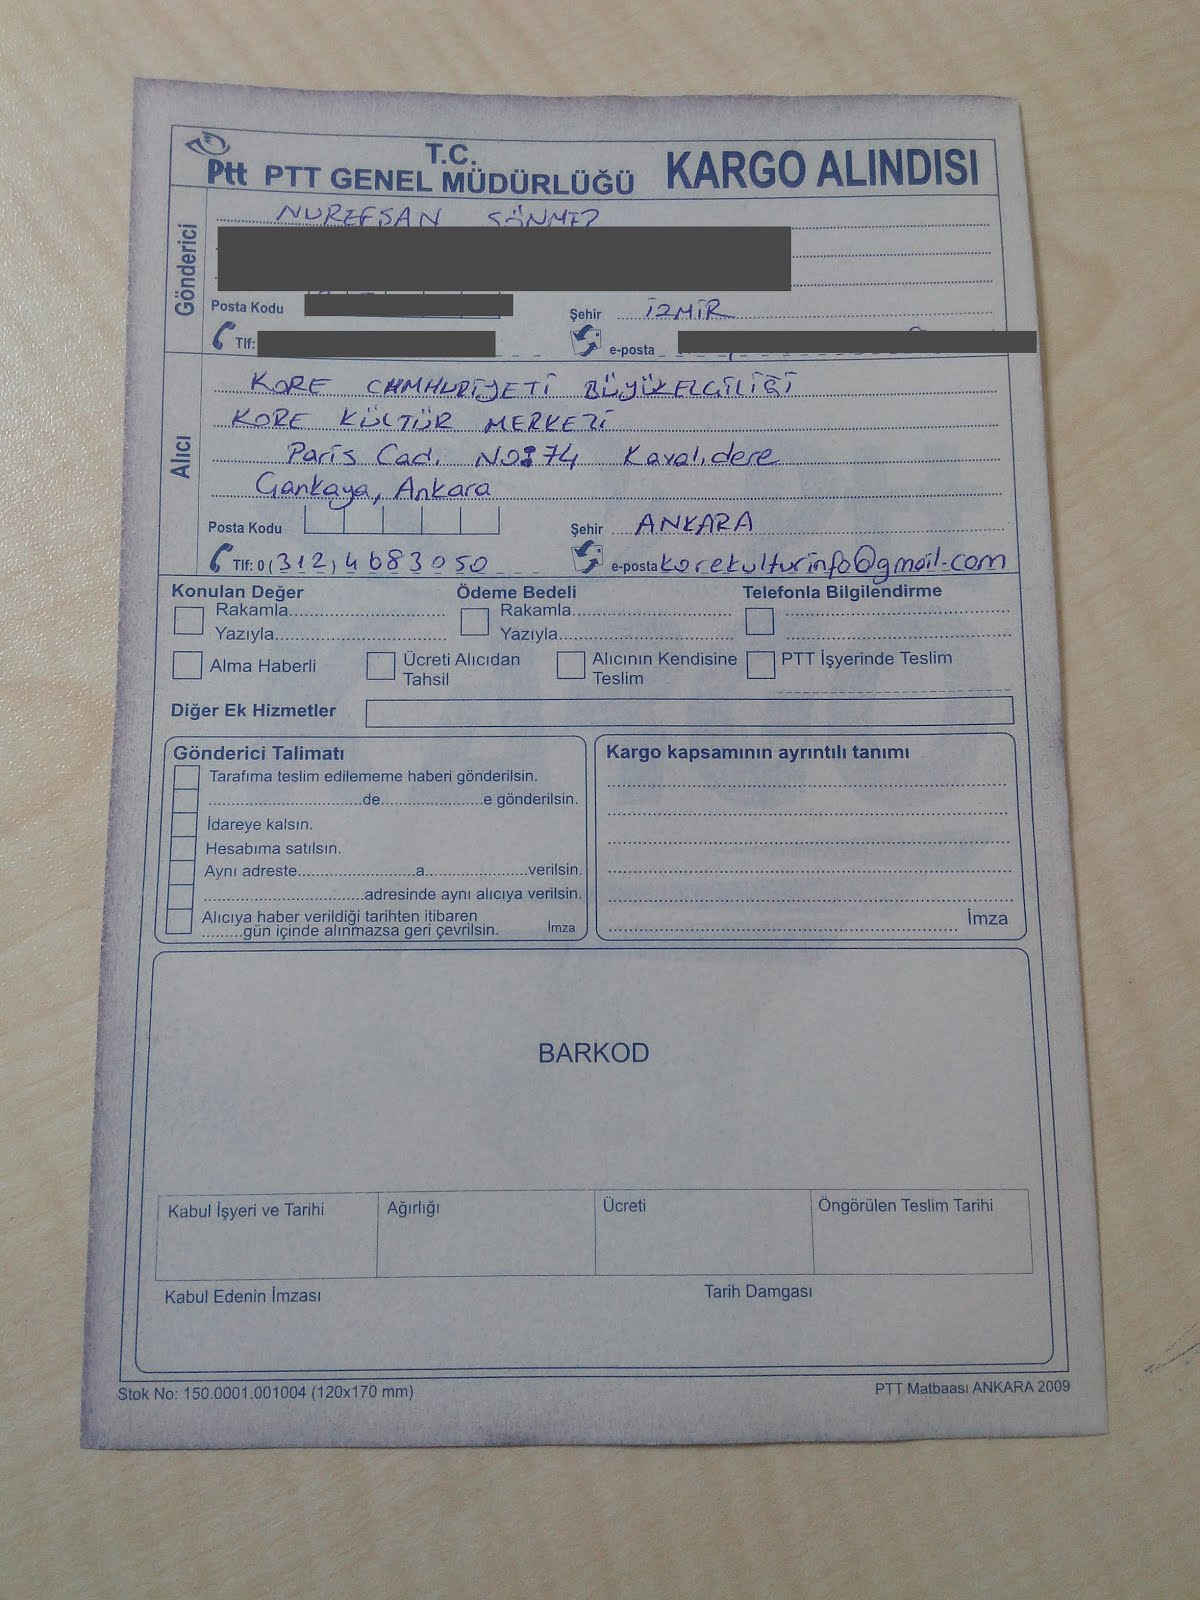 T.C.
Ptt PTT GENEL MÜDÜRLÜĞÜ KARGO ALINDISI
Gönderici
NUREFŞAN SÖNMEZ
Posta Kodu Şehir İZMİR
Tlf: e-posta
Alıcı
KORE CUMHURİYETİ BÜYÜKELÇİLİĞİ
KORE KÜLTÜR MERKEZİ
Paris Cad. NO:74 Kavalıdere
Çankaya, Ankara
Posta Kodu Şehir ANKARA
Tlf: 0(312) 4683050 e-posta korekulturinfo@gmail.com
Konulan Değer Ödeme Bedeli Telefonla Bilgilendirme
Rakamla.......... Rakamla..........
Yazıyla.......... Yazıyla..........
Alma Haberli Ücreti Alıcıdan Tahsil Alıcının Kendisine Teslim PTT İşyerinde Teslim
Diğer Ek Hizmetler
Gönderici Talimatı
Tarafıma teslim edilememe haberi gönderilsin.
..........de..........e gönderilsin.
İdareye kalsın.
Hesabıma satılsın.
Aynı adreste..........a..........verilsin.
..........adresinde aynı alıcıya verilsin.
Alıcıya haber verildiği tarihten itibaren
.........gün içinde alınmazsa geri çevrilsin. İmza
Kargo kapsamının ayrıntılı tanımı
İmza
BARKOD
Kabul İşyeri ve Tarihi Ağırlığı Ücreti Öngörülen Teslim Tarihi
Kabul Edenin İmzası Tarih Damgası
Stok No: 150.0001.001004 (120x170 mm) PTT Matbaası ANKARA 2009